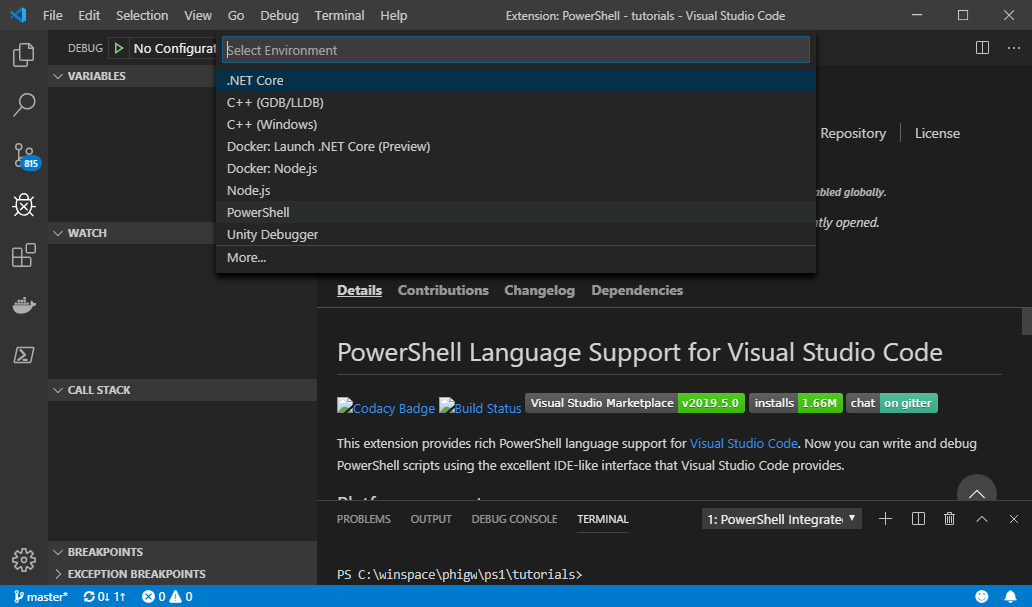 File Edit Selection View Go Debug Terminal Help Extension: PowerShell - tutorials - Visual Studio Code
DEBUG No Configurat
Select Environment
VARIABLES
.NET Core
C++ (GDB/LLDB)
C++ (Windows)
Docker: Launch .NET Core (Preview)
Docker: Node.js
Node.js
PowerShell
Unity Debugger
More...
Repository License
abled globally.
tly opened.
815
WATCH
CALL STACK
BREAKPOINTS
EXCEPTION BREAKPOINTS
Details Contributions Changelog Dependencies
PowerShell Language Support for Visual Studio Code
Codacy Badge Build Status Visual Studio Marketplace v2019.5.0 installs 1.66M chat on gitter
This extension provides rich PowerShell language support for Visual Studio Code. Now you can write and debug
PowerShell scripts using the excellent IDE-like interface that Visual Studio Code provides.
PROBLEMS OUTPUT DEBUG CONSOLE TERMINAL 1: PowerShell Integrate
PS C:\winspace\phigw\ps1\tutorials>
master* 0↓ 1↑ 0 0